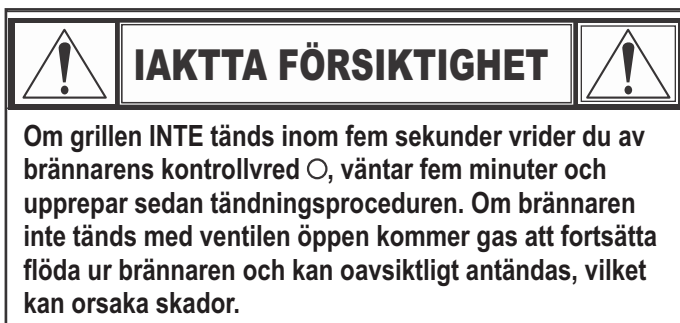 IAKTTA FÖRSIKTIGHET
Om grillen INTE tänds inom fem sekunder vrider du av
brännarens kontrollvred ○, väntar fem minuter och
upprepar sedan tändningsproceduren. Om brännaren
inte tänds med ventilen öppen kommer gas att fortsätta
flöda ur brännaren och kan oavsiktligt antändas, vilket
kan orsaka skador.